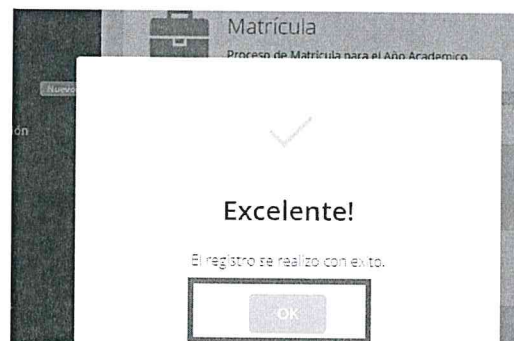 Matrícula
Proceso de Matrícula para el Año Academico
Nuevo
ón
Excelente!
El registro se realizo con exito.
OK